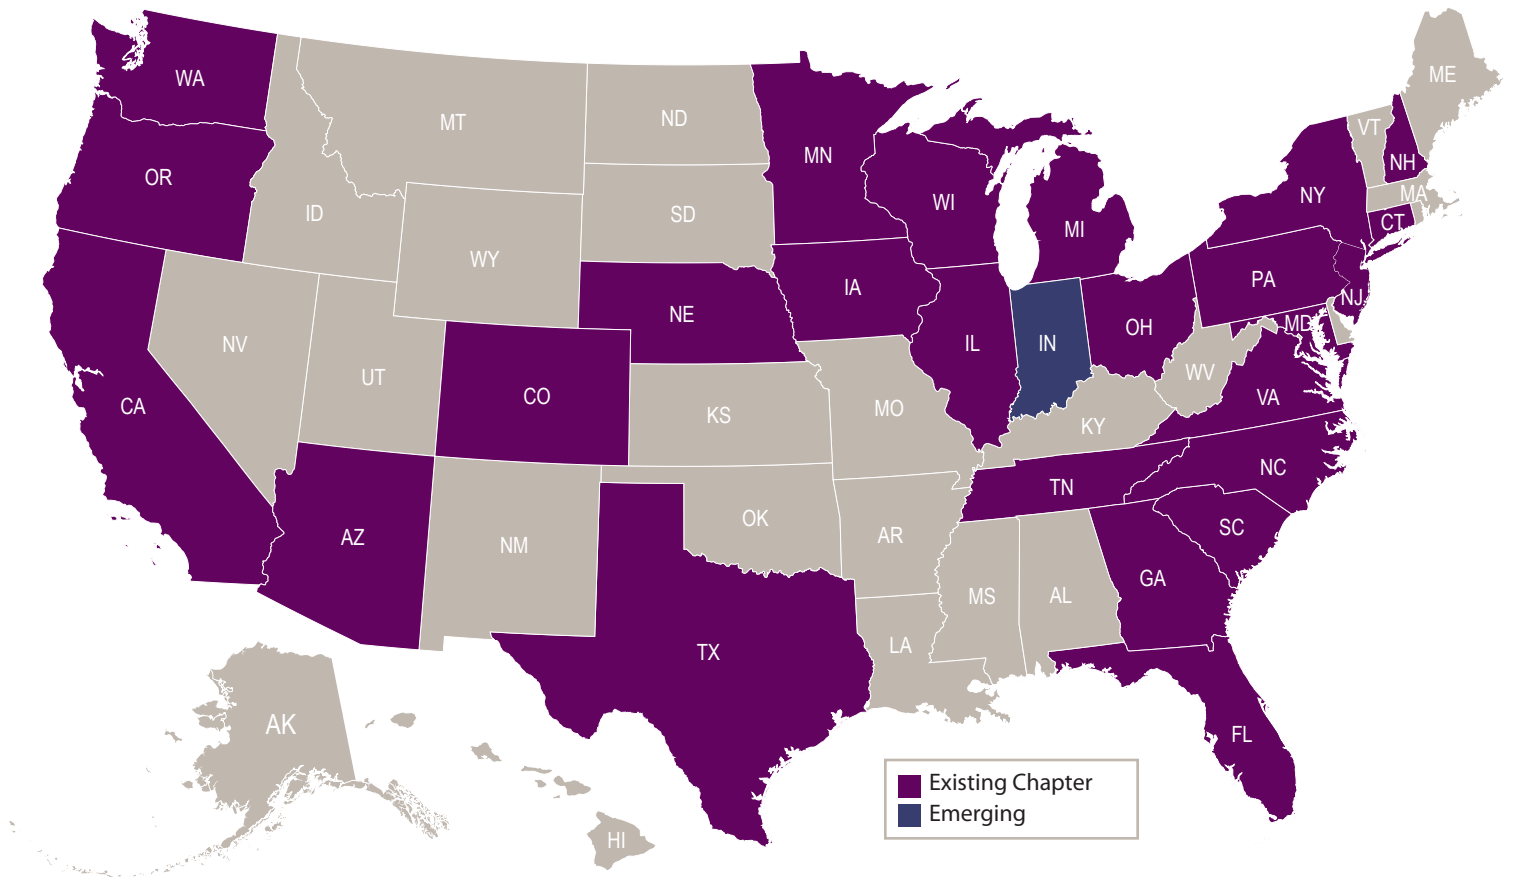 WA
MT
ND
MN
ME
VT
NH
OR
ID
SD
WI
NY
MA
MI
CT
WY
IA
PA
NE
NJ
NV
IL
IN
OH
MD
UT
CO
WV
CA
KS
MO
KY
VA
NC
TN
AZ
NM
OK
AR
SC
MS
AL
GA
LA
TX
AK
FL
HI
Existing Chapter
Emerging